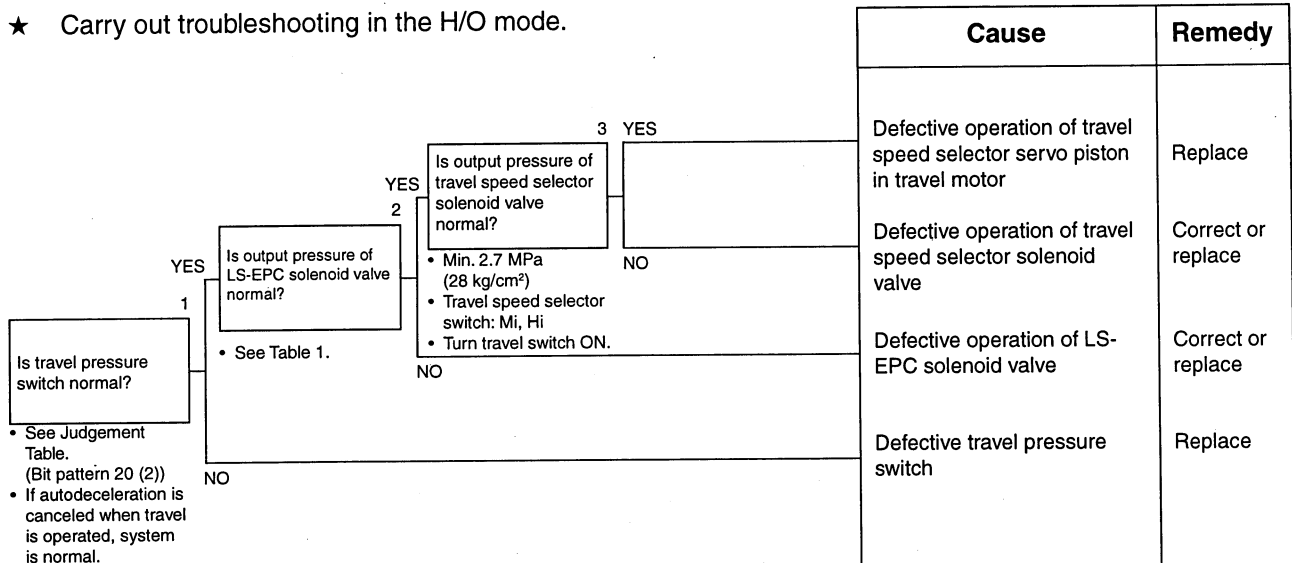 ★ Carry out troubleshooting in the H/O mode.
Cause
Remedy
3 YES
Is output pressure of
travel speed selector
solenoid valve
normal?
Defective operation of travel
speed selector servo piston
in travel motor
Replace
YES
2
Is output pressure of
LS-EPC solenoid valve
normal?
• Min. 2.7 MPa
(28 kg/cm²)
• Travel speed selector
switch: Mi, Hi
• Turn travel switch ON.
NO
Defective operation of travel
speed selector solenoid
valve
Correct or
replace
YES
1
Is travel pressure
switch normal?
• See Table 1.
NO
Defective operation of LS-
EPC solenoid valve
Correct or
replace
• See Judgement
Table.
(Bit pattern 20 (2))
• If autodeceleration is
canceled when travel
is operated, system
is normal.
NO
Defective travel pressure
switch
Replace